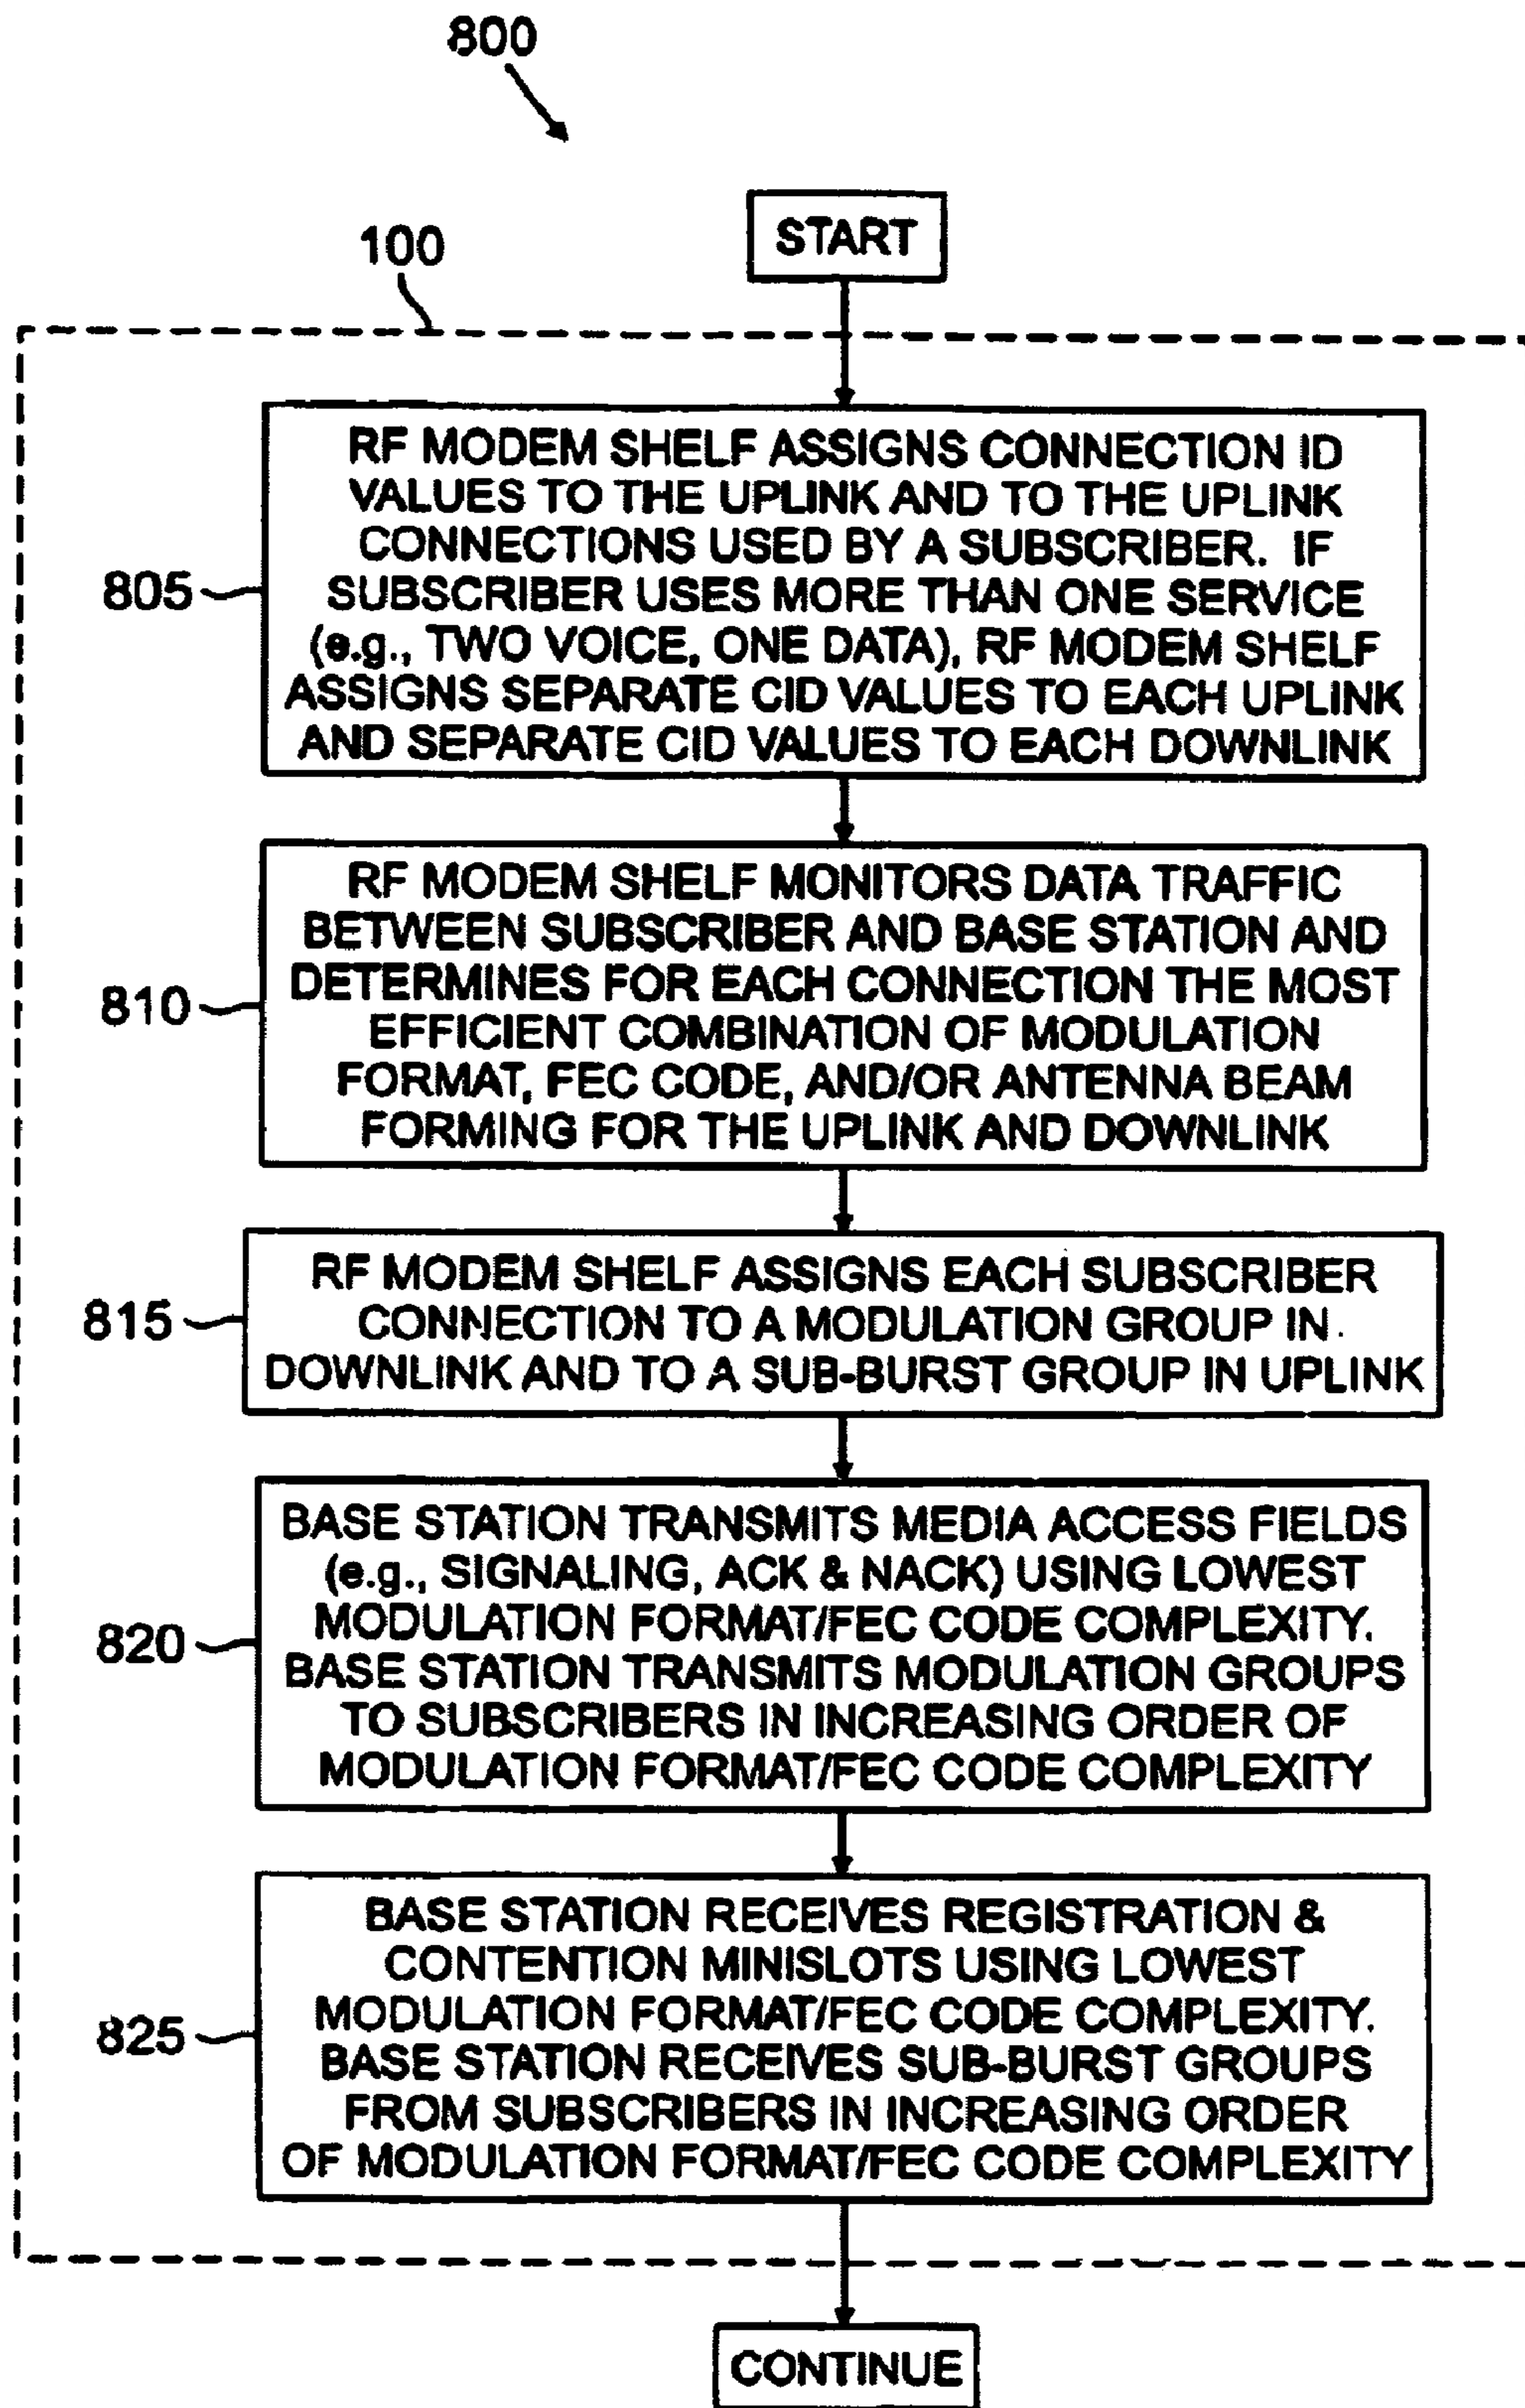 800
START
100
RF MODEM SHELF ASSIGNS CONNECTION ID
VALUES TO THE UPLINK AND TO THE UPLINK
CONNECTIONS USED BY A SUBSCRIBER. IF
SUBSCRIBER USES MORE THAN ONE SERVICE
(e.g., TWO VOICE, ONE DATA), RF MODEM SHELF
ASSIGNS SEPARATE CID VALUES TO EACH UPLINK
AND SEPARATE CID VALUES TO EACH DOWNLINK
805
RF MODEM SHELF MONITORS DATA TRAFFIC
BETWEEN SUBSCRIBER AND BASE STATION AND
DETERMINES FOR EACH CONNECTION THE MOST
EFFICIENT COMBINATION OF MODULATION
FORMAT, FEC CODE, AND/OR ANTENNA BEAM
FORMING FOR THE UPLINK AND DOWNLINK
810
RF MODEM SHELF ASSIGNS EACH SUBSCRIBER
CONNECTION TO A MODULATION GROUP IN
DOWNLINK AND TO A SUB-BURST GROUP IN UPLINK
815
BASE STATION TRANSMITS MEDIA ACCESS FIELDS
(e.g., SIGNALING, ACK & NACK) USING LOWEST
MODULATION FORMAT/FEC CODE COMPLEXITY.
BASE STATION TRANSMITS MODULATION GROUPS
TO SUBSCRIBERS IN INCREASING ORDER OF
MODULATION FORMAT/FEC CODE COMPLEXITY
820
BASE STATION RECEIVES REGISTRATION &
CONTENTION MINISLOTS USING LOWEST
MODULATION FORMAT/FEC CODE COMPLEXITY.
BASE STATION RECEIVES SUB-BURST GROUPS
FROM SUBSCRIBERS IN INCREASING ORDER
OF MODULATION FORMAT/FEC CODE COMPLEXITY
825
CONTINUE